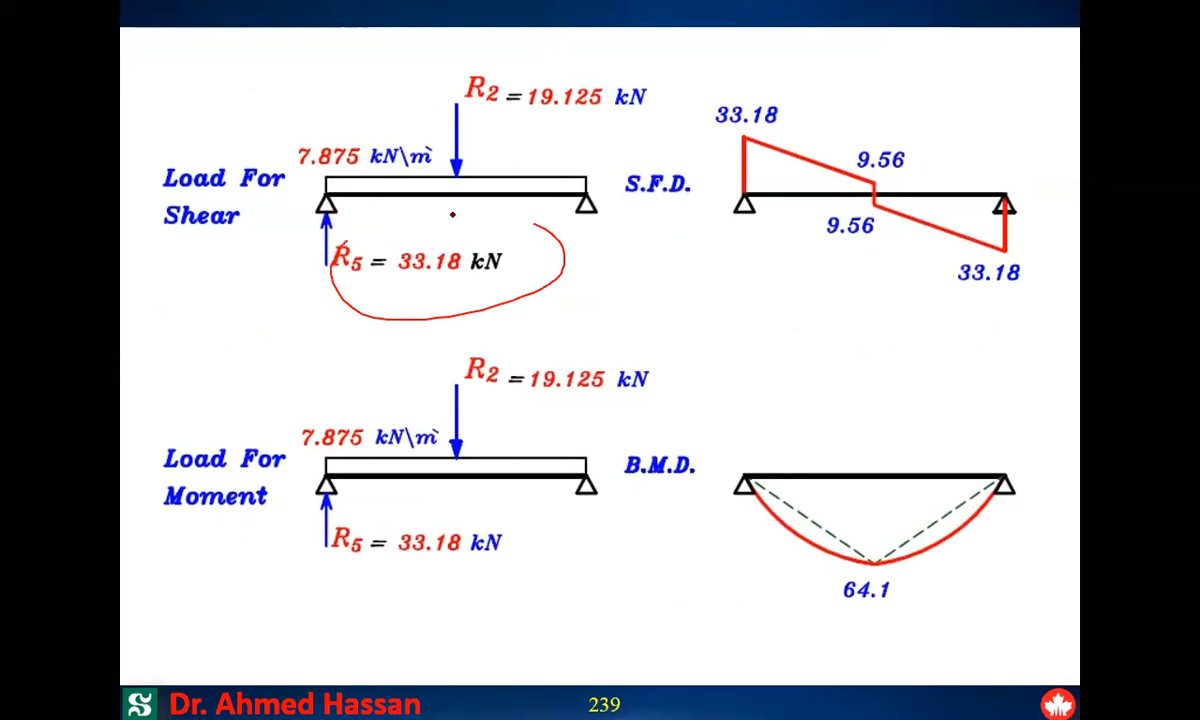 R2 = 19.125 kN
7.875 kN\m̀
Load For
Shear
R5 = 33.18 kN
S.F.D.
33.18
9.56
9.56
33.18
R2 = 19.125 kN
7.875 kN\m̀
Load For
Moment
R5 = 33.18 kN
B.M.D.
64.1
Dr. Ahmed Hassan
239